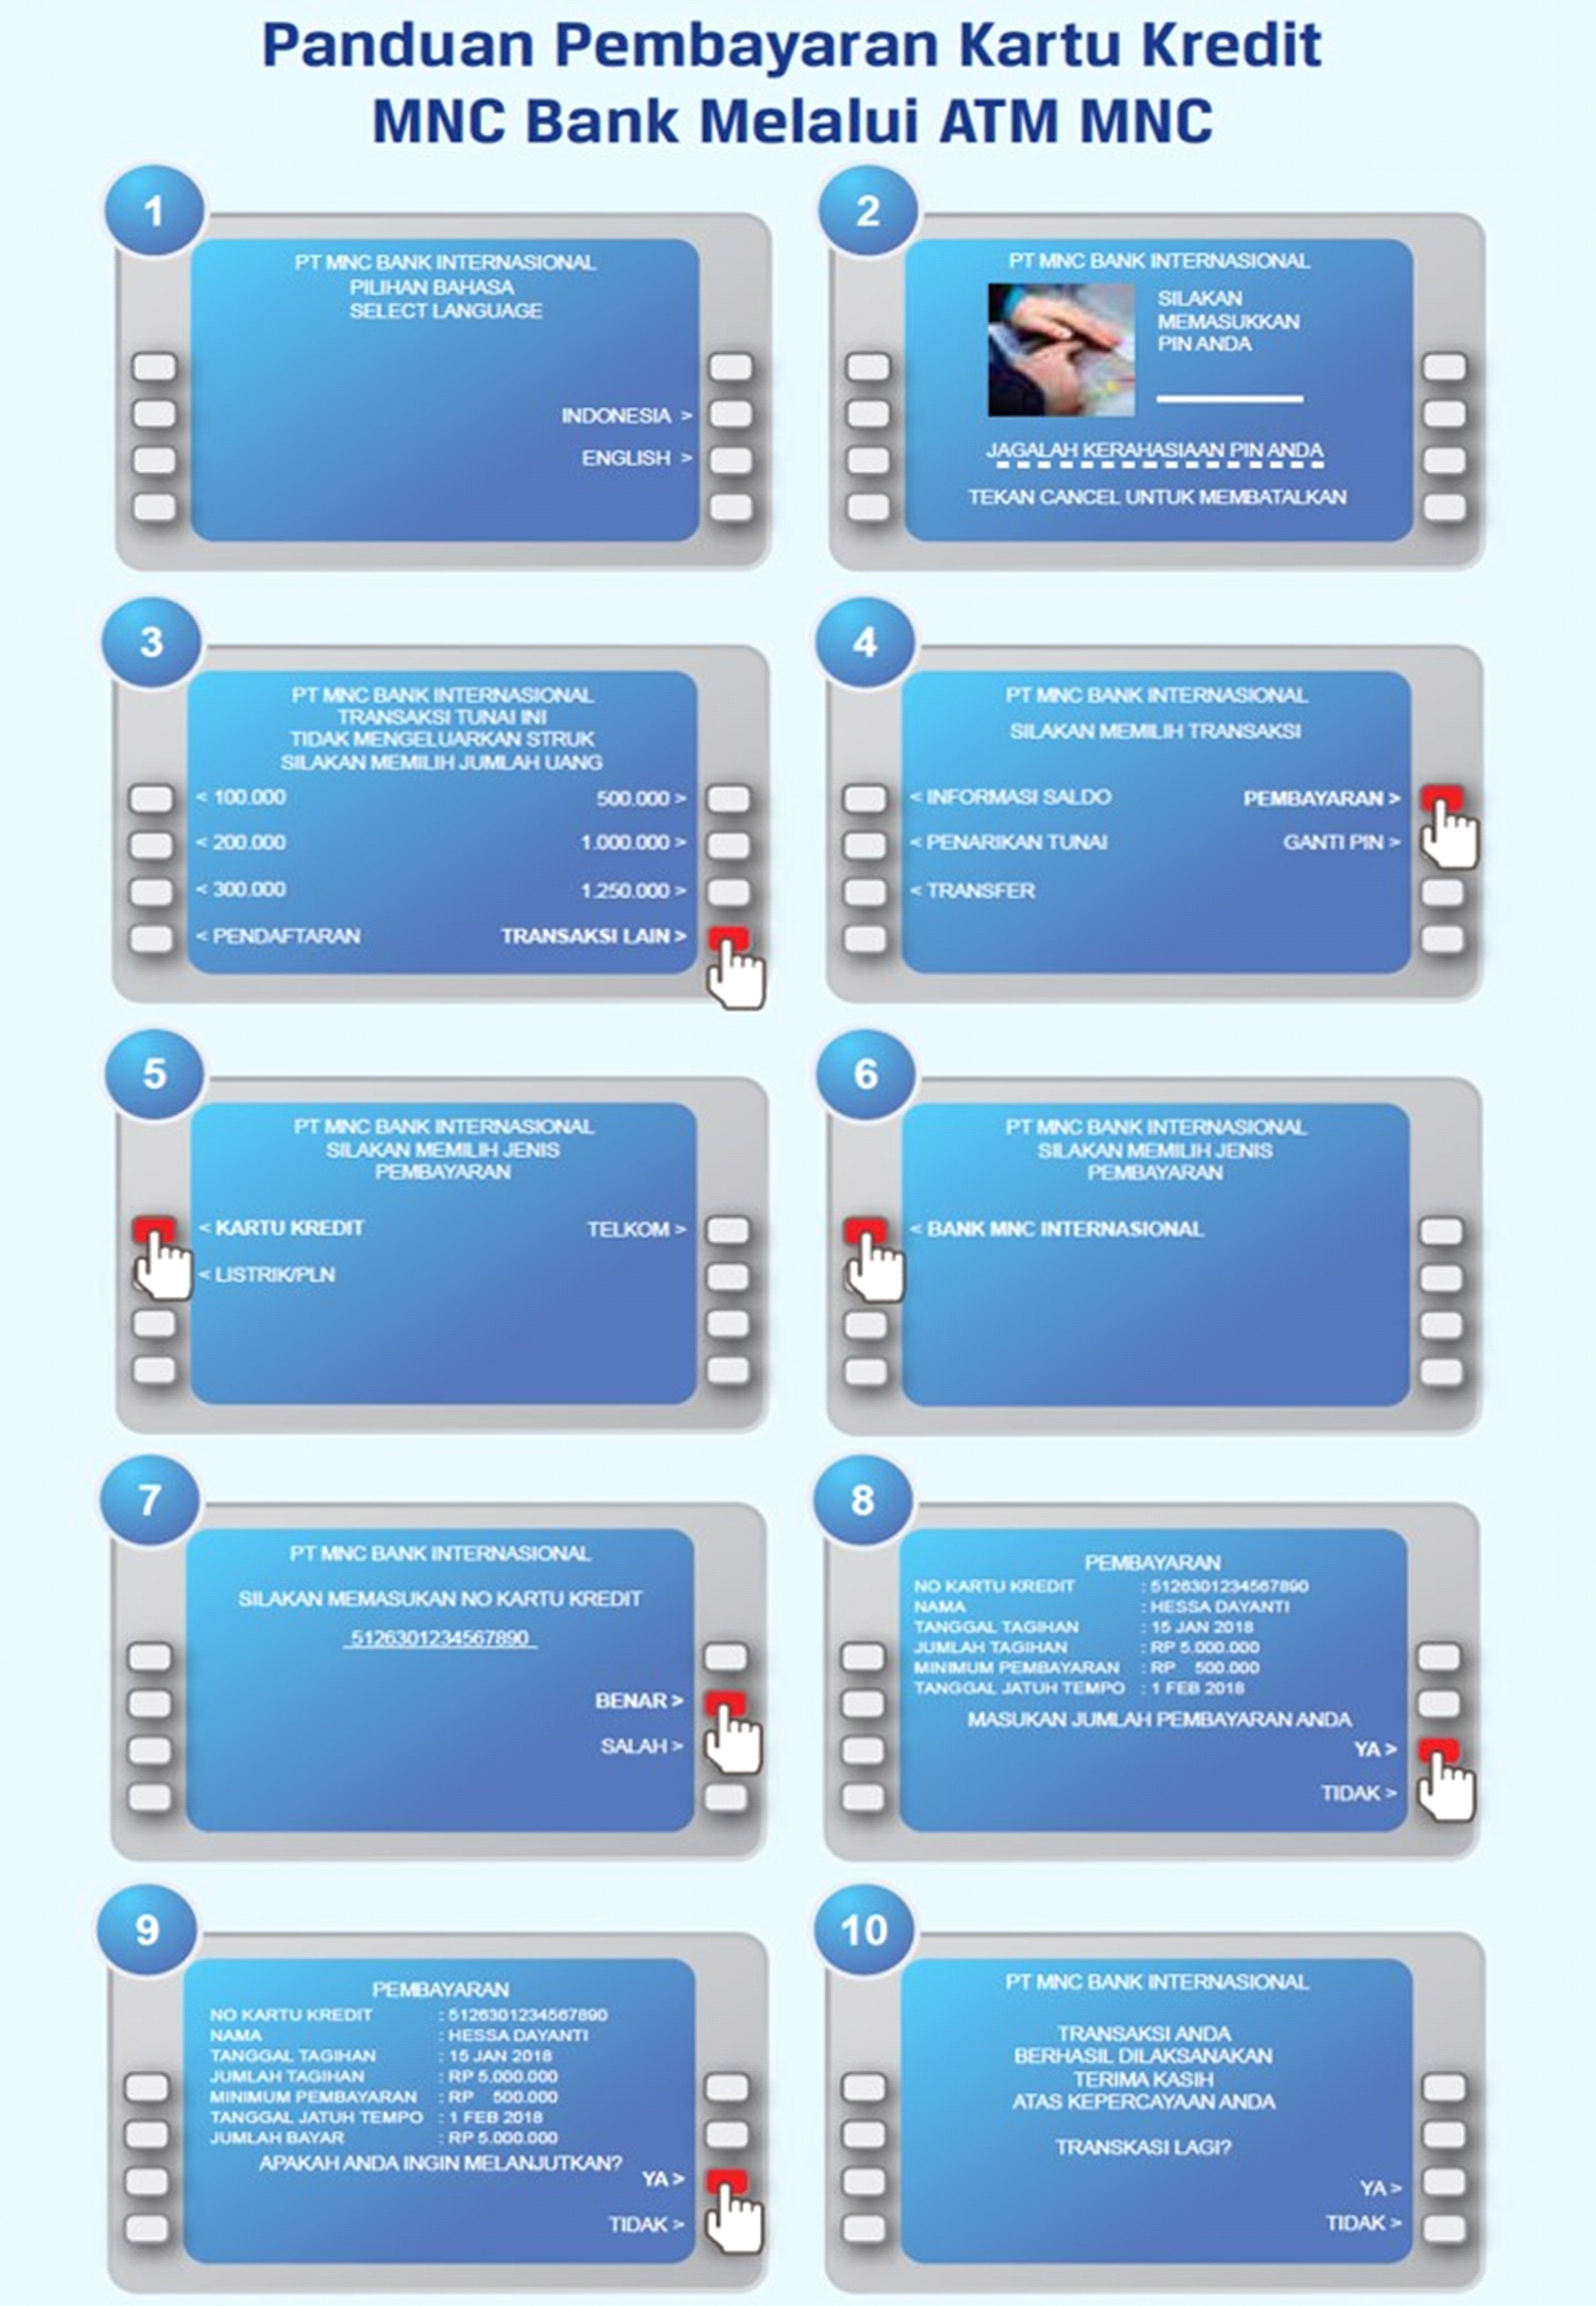 Panduan Pembayaran Kartu Kredit
MNC Bank Melalui ATM MNC
1
PT MNC BANK INTERNASIONAL
PILIHAN BAHASA
SELECT LANGUAGE
INDONESIA >
ENGLISH >
2
PT MNC BANK INTERNASIONAL
SILAKAN
MEMASUKKAN
PIN ANDA
JAGALAH KERAHASIAAN PIN ANDA
TEKAN CANCEL UNTUK MEMBATALKAN
3
PT MNC BANK INTERNASIONAL
TRANSAKSI TUNAI INI
TIDAK MENGELUARKAN STRUK
SILAKAN MEMILIH JUMLAH UANG
< 100.000 500.000 >
< 200.000 1.000.000 >
< 300.000 1.250.000 >
< PENDAFTARAN TRANSAKSI LAIN >
4
PT MNC BANK INTERNASIONAL
SILAKAN MEMILIH TRANSAKSI
< INFORMASI SALDO PEMBAYARAN >
< PENARIKAN TUNAI GANTI PIN >
< TRANSFER
5
PT MNC BANK INTERNASIONAL
SILAKAN MEMILIH JENIS
PEMBAYARAN
< KARTU KREDIT TELKOM >
< LISTRIK/PLN
6
PT MNC BANK INTERNASIONAL
SILAKAN MEMILIH JENIS
PEMBAYARAN
< BANK MNC INTERNASIONAL
7
PT MNC BANK INTERNASIONAL
SILAKAN MEMASUKAN NO KARTU KREDIT
5126301234567890
BENAR >
SALAH >
8
PEMBAYARAN
NO KARTU KREDIT : 5126301234567890
NAMA : HESSA DAYANTI
TANGGAL TAGIHAN : 15 JAN 2018
JUMLAH TAGIHAN : RP 5.000.000
MINIMUM PEMBAYARAN : RP 500.000
TANGGAL JATUH TEMPO : 1 FEB 2018
MASUKAN JUMLAH PEMBAYARAN ANDA
YA >
TIDAK >
9
PEMBAYARAN
NO KARTU KREDIT : 5126301234567890
NAMA : HESSA DAYANTI
TANGGAL TAGIHAN : 15 JAN 2018
JUMLAH TAGIHAN : RP 5.000.000
MINIMUM PEMBAYARAN : RP 500.000
TANGGAL JATUH TEMPO : 1 FEB 2018
JUMLAH BAYAR : RP 5.000.000
APAKAH ANDA INGIN MELANJUTKAN?
YA >
TIDAK >
10
PT MNC BANK INTERNASIONAL
TRANSAKSI ANDA
BERHASIL DILAKSANAKAN
TERIMA KASIH
ATAS KEPERCAYAAN ANDA
TRANSKASI LAGI?
YA >
TIDAK >